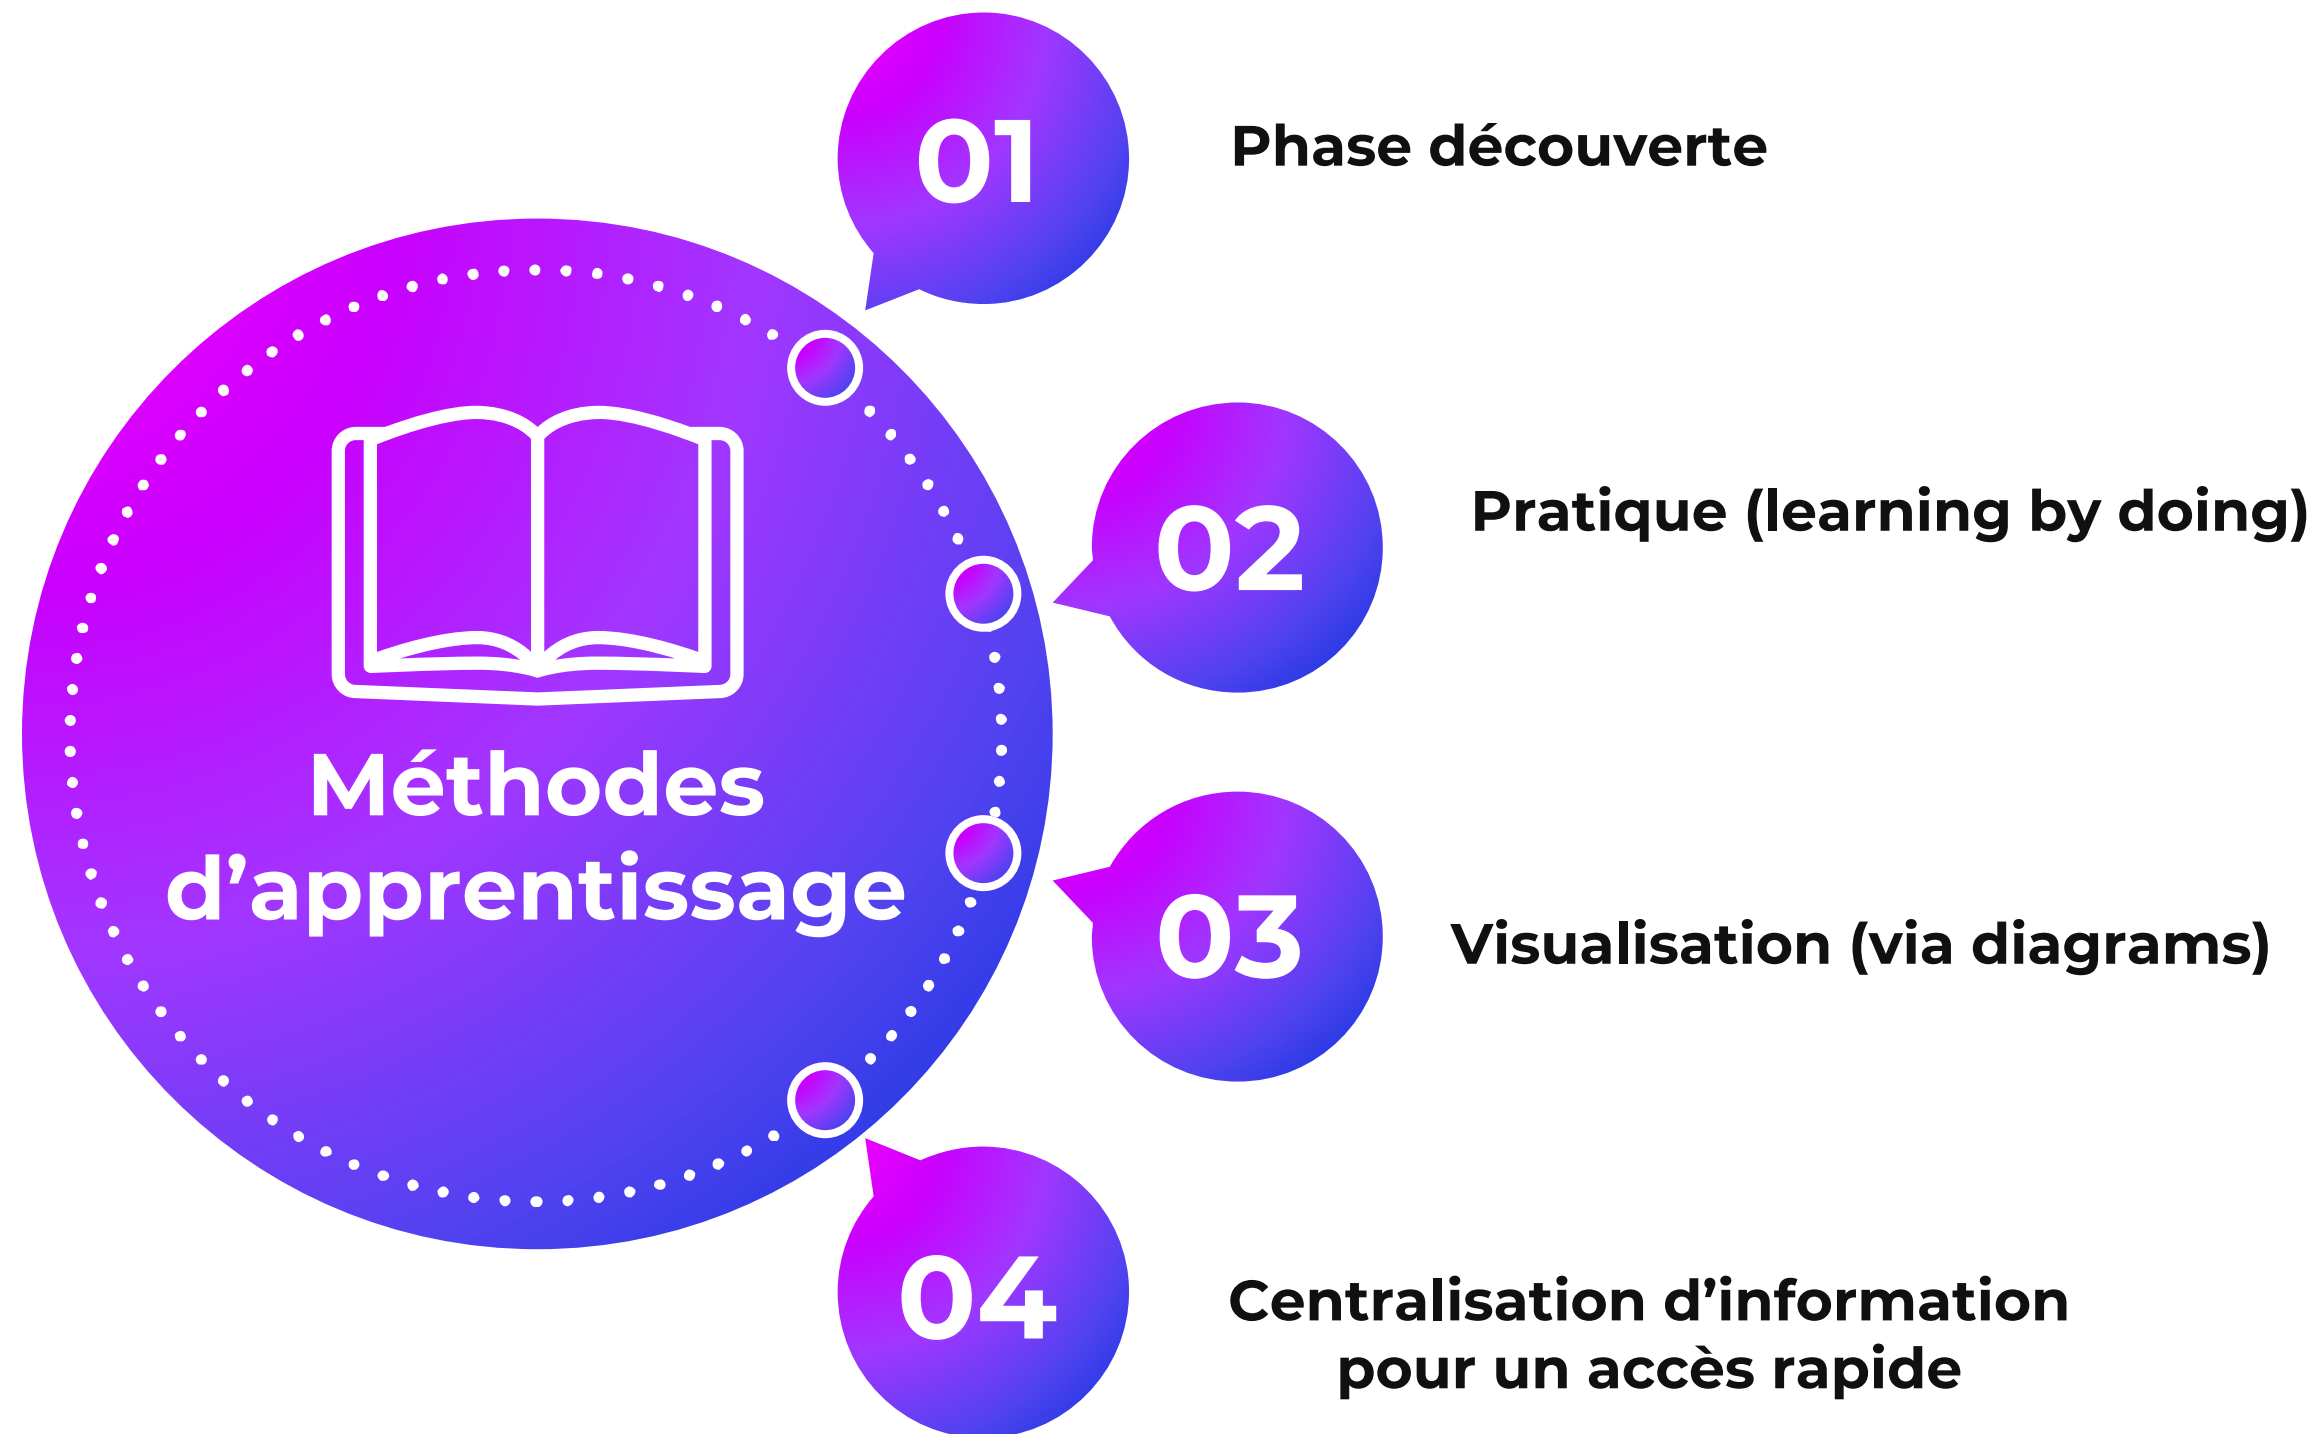 01
Phase découverte
02
Pratique (learning by doing)
Méthodes
d’apprentissage
03
Visualisation (via diagrams)
04
Centralisation d’information
pour un accès rapide